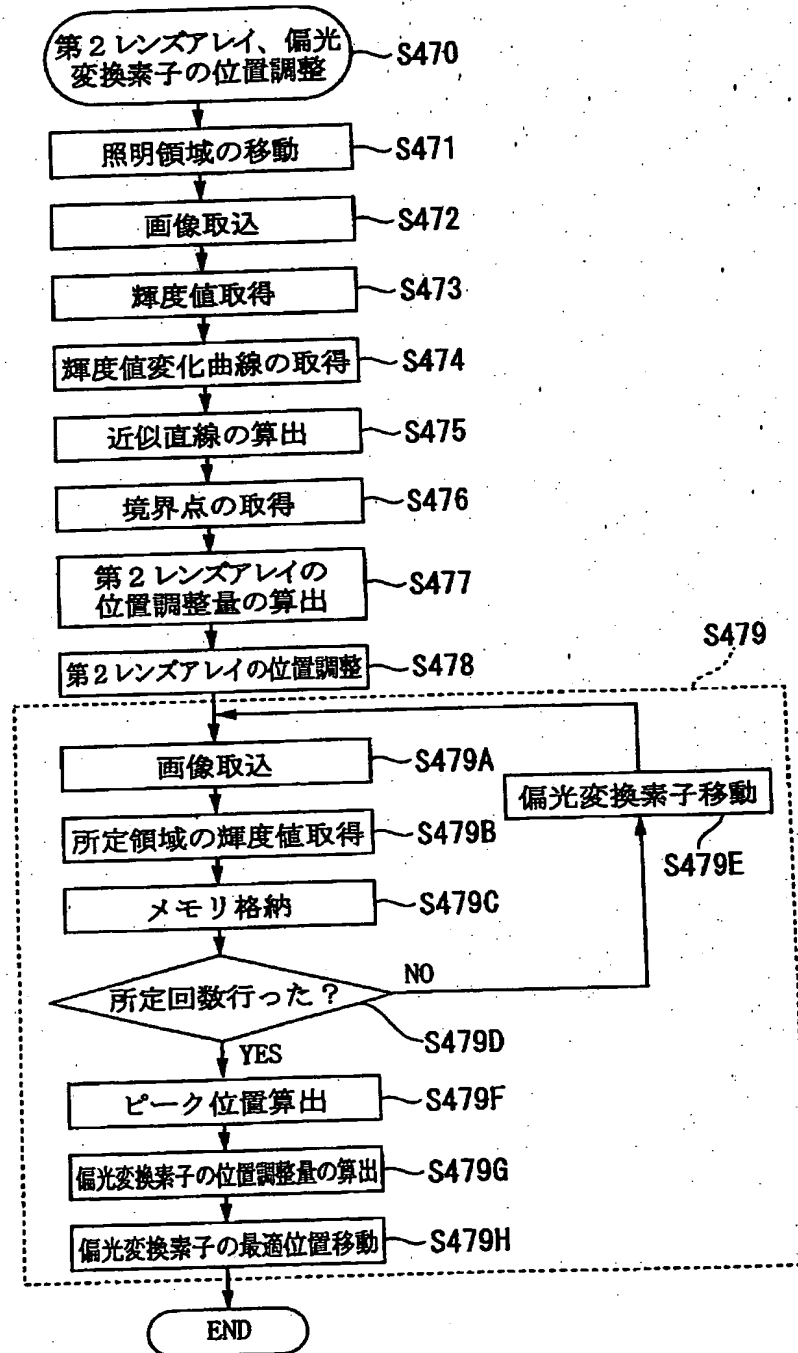 第2レンズアレイ、偏光
変換素子の位置調整
S470
照明領域の移動
S471
画像取込
S472
輝度値取得
S473
輝度値変化曲線の取得
S474
近似直線の算出
S475
境界点の取得
S476
第2レンズアレイの
位置調整量の算出
S477
第2レンズアレイの位置調整
S478
S479
画像取込
S479A
偏光変換素子移動
S479E
所定領域の輝度値取得
S479B
メモリ格納
S479C
所定回数行った?
NO
S479D
YES
ピーク位置算出
S479F
偏光変換素子の位置調整量の算出
S479G
偏光変換素子の最適位置移動
S479H
END